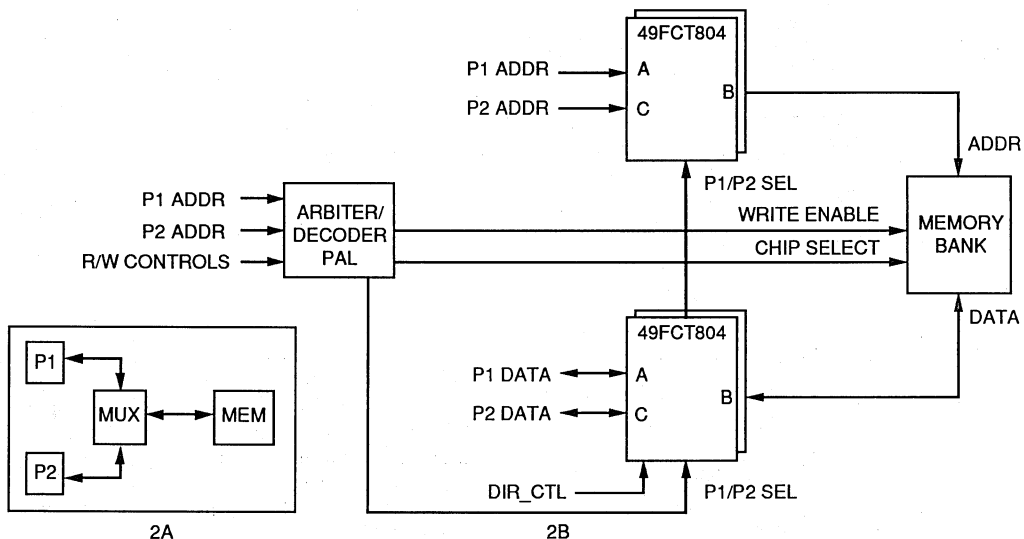 49FCT804
P1 ADDR
A
P2 ADDR
C
B
ADDR
P1/P2 SEL
P1 ADDR
P2 ADDR
R/W CONTROLS
ARBITER/
DECODER
PAL
WRITE ENABLE
CHIP SELECT
MEMORY
BANK
DATA
49FCT804
P1 DATA
A
P2 DATA
C
B
DIR_CTL
P1/P2 SEL
P1
MUX
MEM
P2
2A
2B